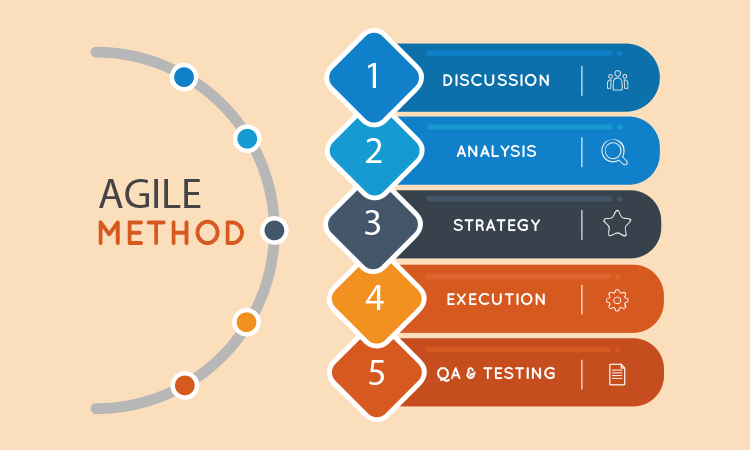 AGILE
METHOD
1
DISCUSSION
2
ANALYSIS
3
STRATEGY
4
EXECUTION
5
QA & TESTING